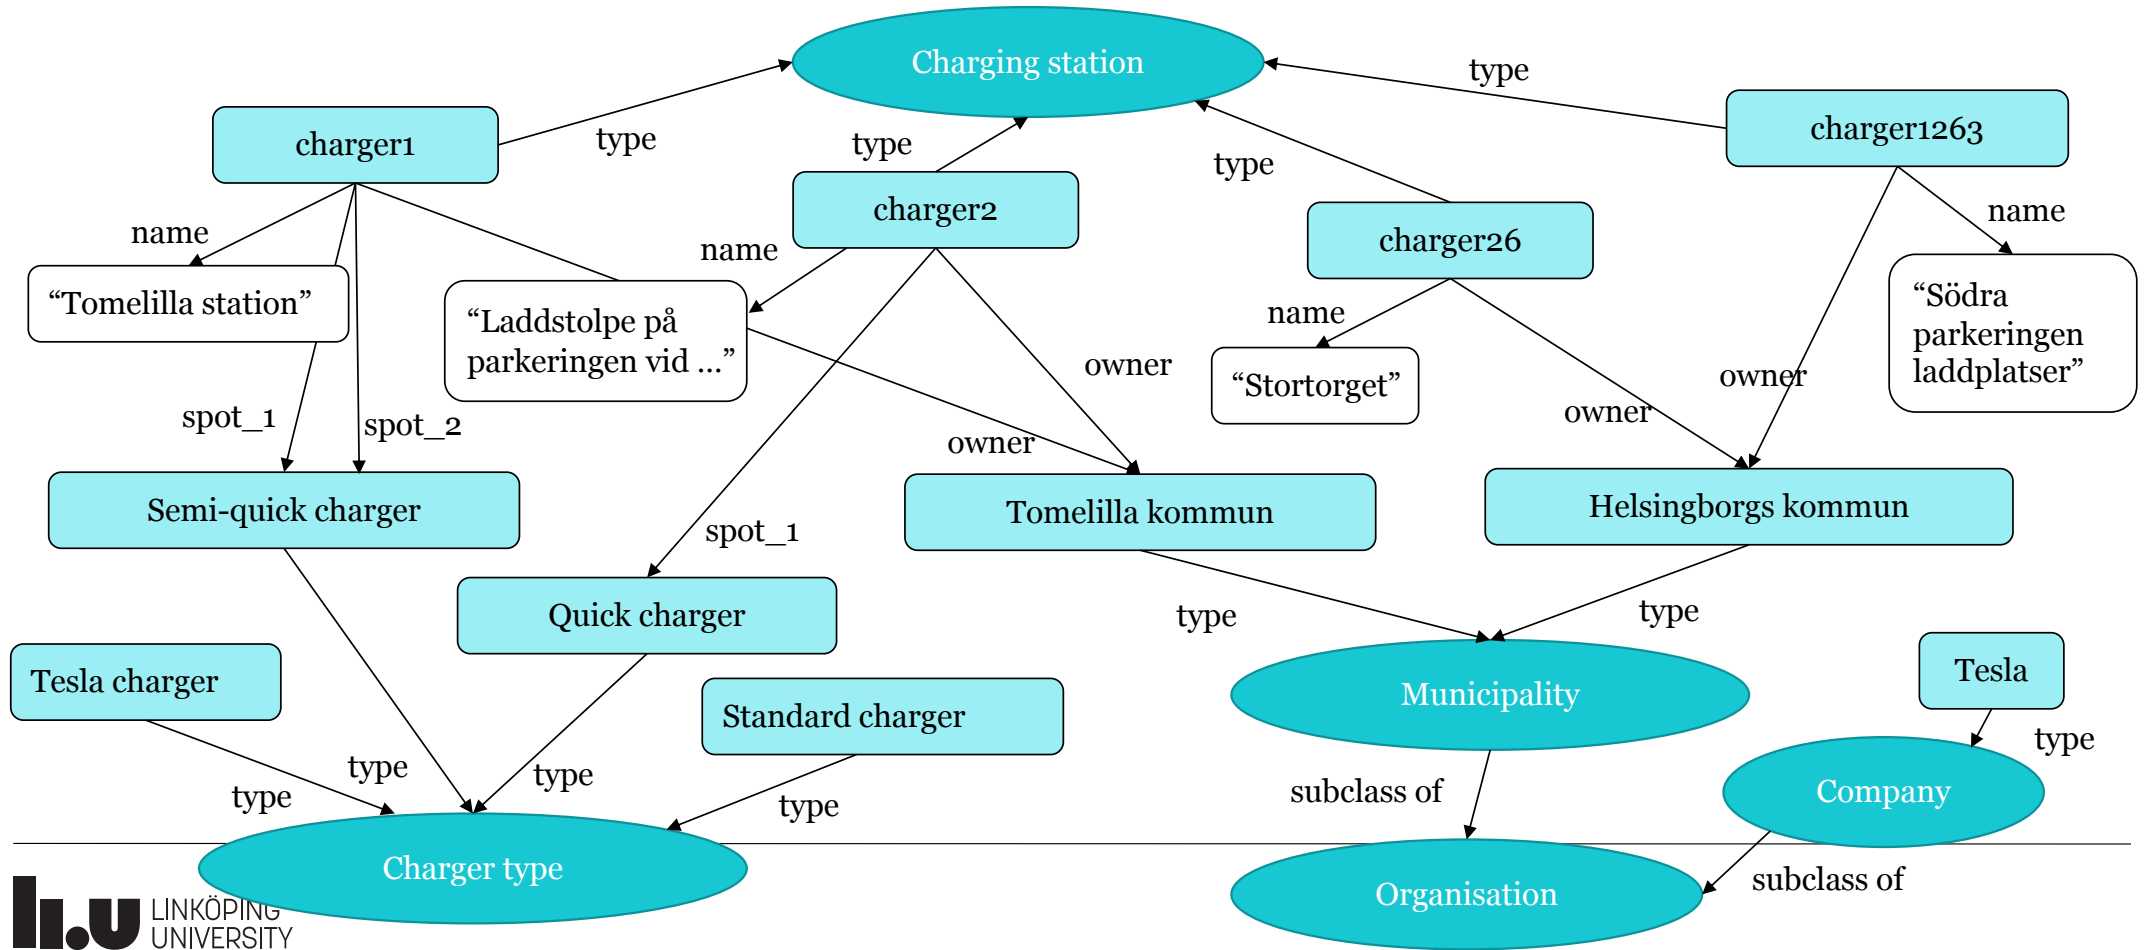 Charging station
type
charger1
type
type
charger1263
type
charger2
name
name
charger26
name
“Tomelilla station”
“Laddstolpe på
parkeringen vid ...”
name
“Södra
parkeringen
laddplatser”
owner
“Stortorget”
owner
spot_1
spot_2
owner
owner
Semi-quick charger
Tomelilla kommun
Helsingborgs kommun
spot_1
Quick charger
type
type
Tesla charger
Standard charger
Municipality
Tesla
type
type
type
type
type
subclass of
Company
Charger type
Organisation
subclass of
li.u LINKÖPING
UNIVERSITY